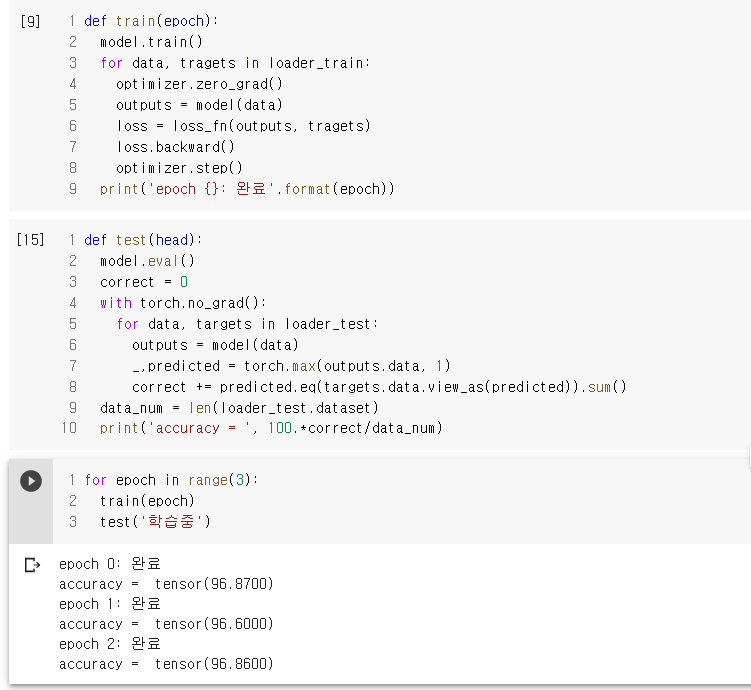 [9] 1 def train(epoch):
2   model.train()
3   for data, tragets in loader_train:
4     optimizer.zero_grad()
5     outputs = model(data)
6     loss = loss_fn(outputs, tragets)
7     loss.backward()
8     optimizer.step()
9   print('epoch {}: 완료'.format(epoch))
[15] 1 def test(head):
2   model.eval()
3   correct = 0
4   with torch.no_grad():
5     for data, targets in loader_test:
6       outputs = model(data)
7       _,predicted = torch.max(outputs.data, 1)
8       correct += predicted.eq(targets.data.view_as(predicted)).sum()
9   data_num = len(loader_test.dataset)
10   print('accuracy = ', 100.*correct/data_num)
1 for epoch in range(3):
2   train(epoch)
3   test('학습중')
epoch 0: 완료
accuracy =  tensor(96.8700)
epoch 1: 완료
accuracy =  tensor(96.6000)
epoch 2: 완료
accuracy =  tensor(96.8600)